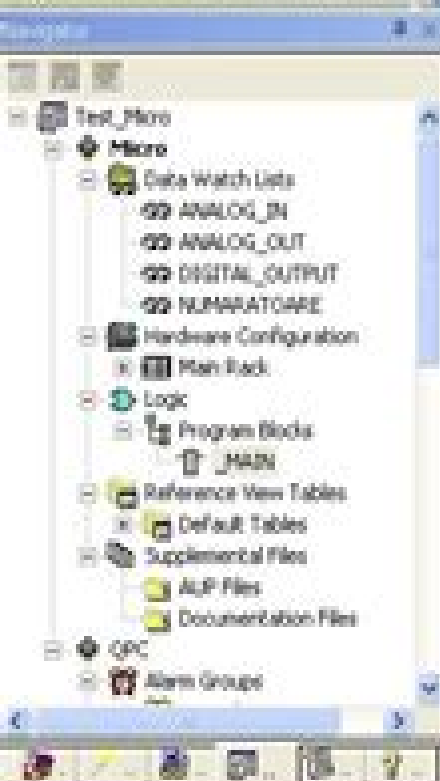 Navigator
Test_Micro
Micro
Data Watch Lists
ANALOG_IN
ANALOG_OUT
DIGITAL_OUTPUT
NUMARATOARE
Hardware Configuration
Main Rack
Logic
Program Blocks
_MAIN
Reference View Tables
Default Tables
Supplemental Files
AUP Files
Documentation Files
QPC
Alarm Groups